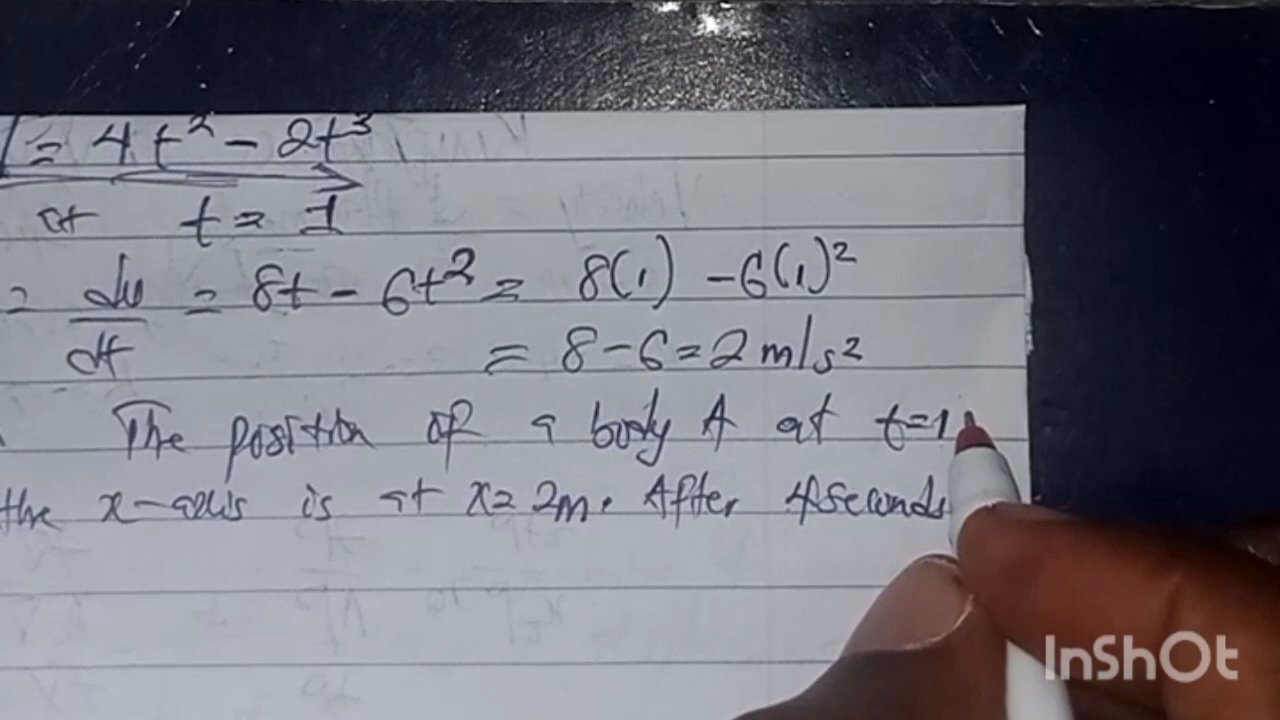 = 4t² - 2t³
at t = 1
= dv/dt = 8t - 6t² = 8(1) - 6(1)²
= 8 - 6 = 2 m/s²
The position of a body A at t=1
the x-axis is at x= 2m. After 4 seconds
InShOt